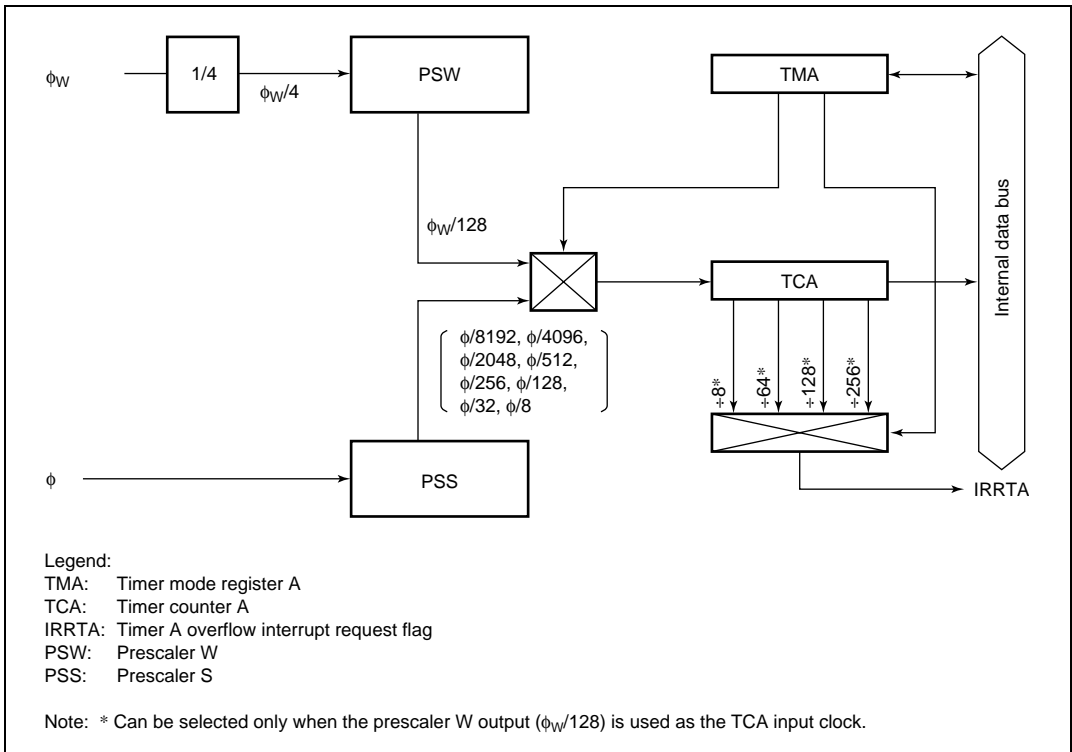 ϕW
1/4
ϕW/4
PSW
TMA
ϕW/128
TCA
Internal data bus
ϕ/8192, ϕ/4096,
ϕ/2048, ϕ/512,
ϕ/256, ϕ/128,
ϕ/32, ϕ/8
÷8*
÷64*
÷128*
÷256*
ϕ
PSS
IRRTA
Legend:
TMA: Timer mode register A
TCA: Timer counter A
IRRTA: Timer A overflow interrupt request flag
PSW: Prescaler W
PSS: Prescaler S
Note: * Can be selected only when the prescaler W output (ϕW/128) is used as the TCA input clock.